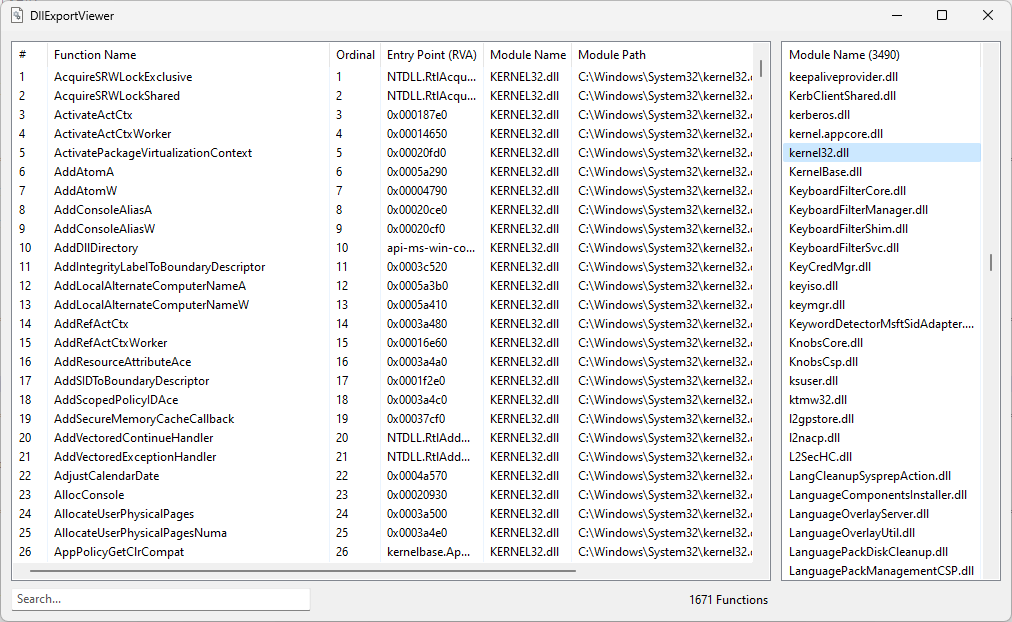 DllExportViewer
# Function Name Ordinal Entry Point (RVA) Module Name Module Path
1 AcquireSRWLockExclusive 1 NTDLL.RtlAcqu... KERNEL32.dll C:\Windows\System32\kernel32.
2 AcquireSRWLockShared 2 NTDLL.RtlAcqu... KERNEL32.dll C:\Windows\System32\kernel32.
3 ActivateActCtx 3 0x000187e0 KERNEL32.dll C:\Windows\System32\kernel32.
4 ActivateActCtxWorker 4 0x00014650 KERNEL32.dll C:\Windows\System32\kernel32.
5 ActivatePackageVirtualizationContext 5 0x00020fd0 KERNEL32.dll C:\Windows\System32\kernel32.
6 AddAtomA 6 0x0005a290 KERNEL32.dll C:\Windows\System32\kernel32.
7 AddAtomW 7 0x00004790 KERNEL32.dll C:\Windows\System32\kernel32.
8 AddConsoleAliasA 8 0x00020ce0 KERNEL32.dll C:\Windows\System32\kernel32.
9 AddConsoleAliasW 9 0x00020cf0 KERNEL32.dll C:\Windows\System32\kernel32.
10 AddDllDirectory 10 api-ms-win-co... KERNEL32.dll C:\Windows\System32\kernel32.
11 AddIntegrityLabelToBoundaryDescriptor 11 0x0003c520 KERNEL32.dll C:\Windows\System32\kernel32.
12 AddLocalAlternateComputerNameA 12 0x0005a3b0 KERNEL32.dll C:\Windows\System32\kernel32.
13 AddLocalAlternateComputerNameW 13 0x0005a410 KERNEL32.dll C:\Windows\System32\kernel32.
14 AddRefActCtx 14 0x0003a480 KERNEL32.dll C:\Windows\System32\kernel32.
15 AddRefActCtxWorker 15 0x00016e60 KERNEL32.dll C:\Windows\System32\kernel32.
16 AddResourceAttributeAce 16 0x0003a4a0 KERNEL32.dll C:\Windows\System32\kernel32.
17 AddSIDToBoundaryDescriptor 17 0x0001f2e0 KERNEL32.dll C:\Windows\System32\kernel32.
18 AddScopedPolicyIDAce 18 0x0003a4c0 KERNEL32.dll C:\Windows\System32\kernel32.
19 AddSecureMemoryCacheCallback 19 0x00037cf0 KERNEL32.dll C:\Windows\System32\kernel32.
20 AddVectoredContinueHandler 20 NTDLL.RtlAdd... KERNEL32.dll C:\Windows\System32\kernel32.
21 AddVectoredExceptionHandler 21 NTDLL.RtlAdd... KERNEL32.dll C:\Windows\System32\kernel32.
22 AdjustCalendarDate 22 0x0004a570 KERNEL32.dll C:\Windows\System32\kernel32.
23 AllocConsole 23 0x00020930 KERNEL32.dll C:\Windows\System32\kernel32.
24 AllocateUserPhysicalPages 24 0x0003a500 KERNEL32.dll C:\Windows\System32\kernel32.
25 AllocateUserPhysicalPagesNuma 25 0x0003a4e0 KERNEL32.dll C:\Windows\System32\kernel32.
26 AppPolicyGetClrCompat 26 kernelbase.Ap... KERNEL32.dll C:\Windows\System32\kernel32.
Module Name (3490)
keepaliveprovider.dll
KerbClientShared.dll
kerberos.dll
kernel.appcore.dll
kernel32.dll
KernelBase.dll
KeyboardFilterCore.dll
KeyboardFilterManager.dll
KeyboardFilterShim.dll
KeyboardFilterSvc.dll
KeyCredMgr.dll
keyiso.dll
keymgr.dll
KeywordDetectorMsftSidAdapter....
KnobsCore.dll
KnobsCsp.dll
ksuser.dll
ktmw32.dll
l2gpstore.dll
l2nacp.dll
L2SecHC.dll
LangCleanupSysprepAction.dll
LanguageComponentsInstaller.dll
LanguageOverlayServer.dll
LanguageOverlayUtil.dll
LanguagePackDiskCleanup.dll
LanguagePackManagementCSP.dll
Search...
1671 Functions